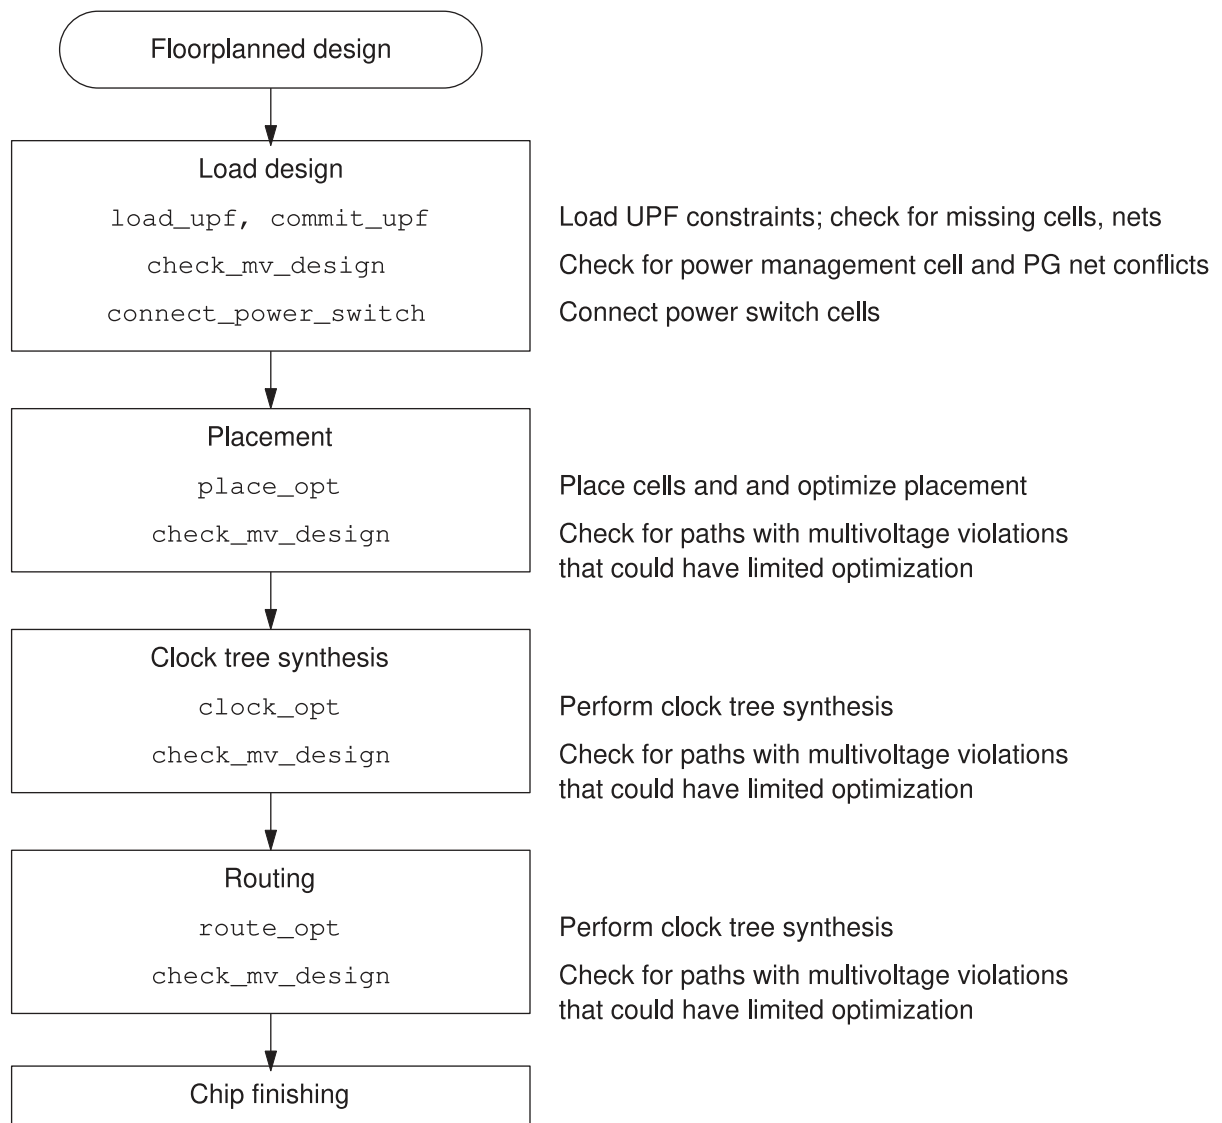 Floorplanned design
Load design
load_upf, commit_upf
Load UPF constraints; check for missing cells, nets
check_mv_design
Check for power management cell and PG net conflicts
connect_power_switch
Connect power switch cells
Placement
place_opt
Place cells and and optimize placement
check_mv_design
Check for paths with multivoltage violations
that could have limited optimization
Clock tree synthesis
clock_opt
Perform clock tree synthesis
check_mv_design
Check for paths with multivoltage violations
that could have limited optimization
Routing
route_opt
Perform clock tree synthesis
check_mv_design
Check for paths with multivoltage violations
that could have limited optimization
Chip finishing